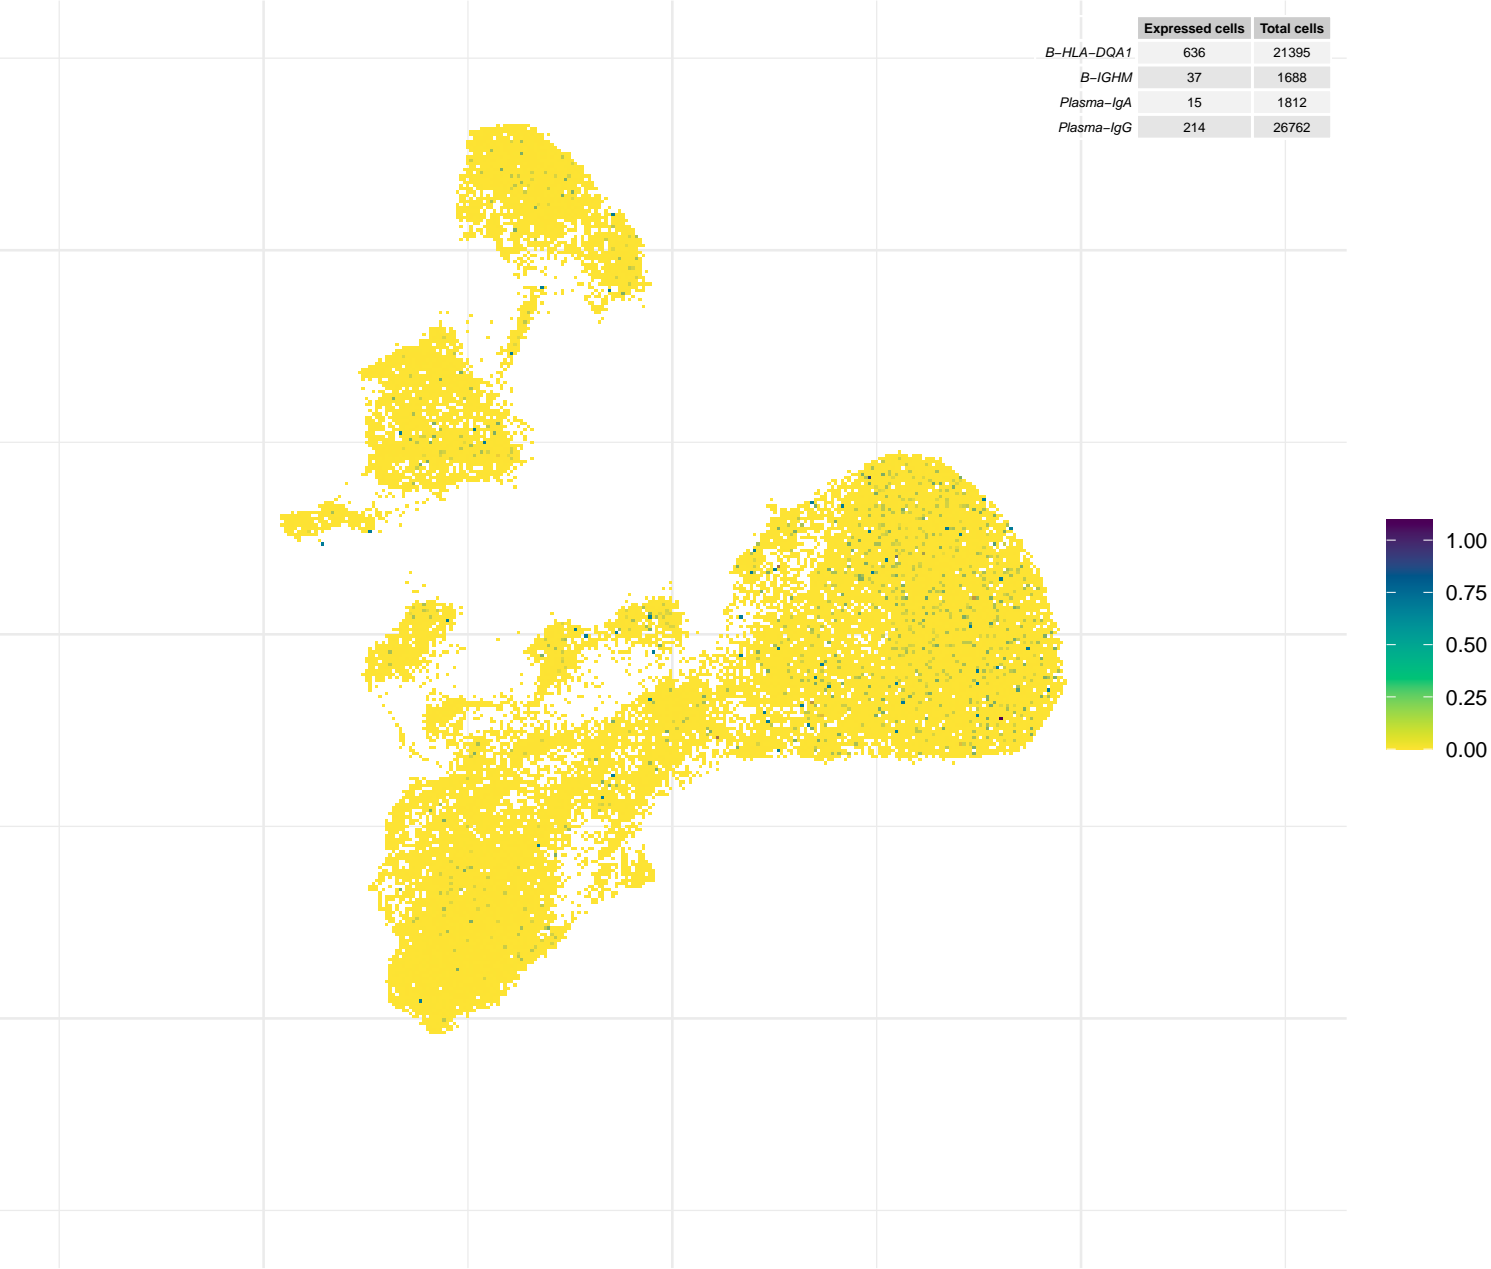 Expressed cells Total cells
B−HLA−DQA1 636 21395
B−IGHM 37 1688
Plasma−IgA 15 1812
Plasma−IgG 214 26762
1.00
0.75
0.50
0.25
0.00